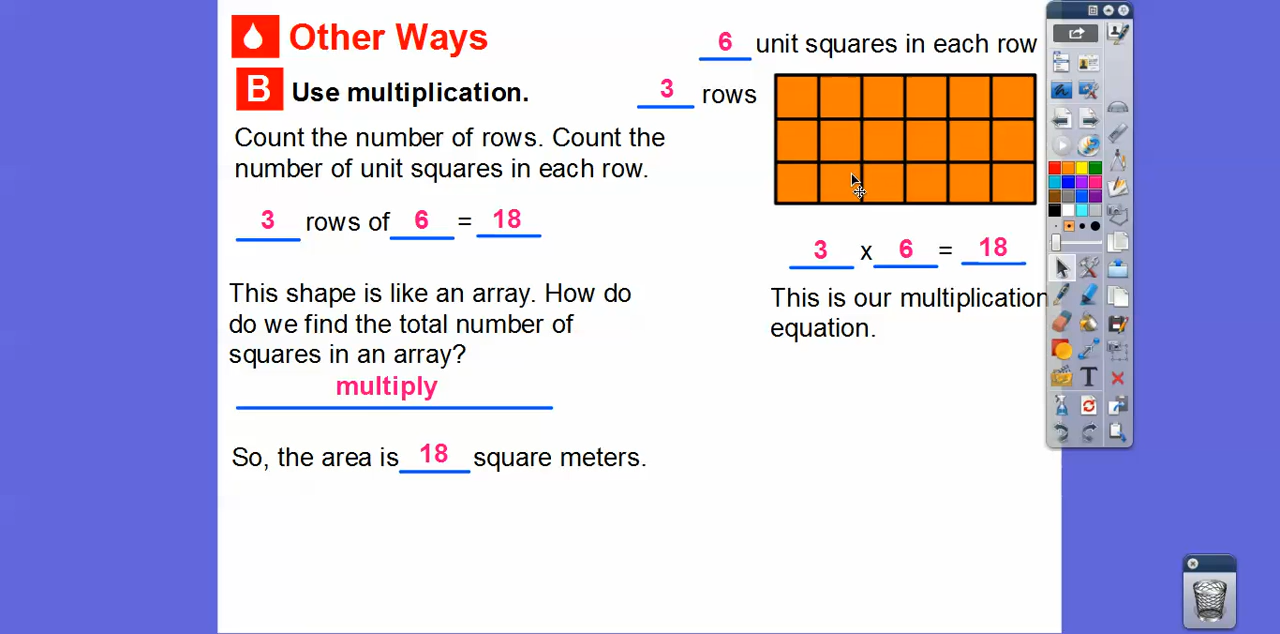 Other Ways
B Use multiplication.
Count the number of rows. Count the
number of unit squares in each row.
3 rows of 6 = 18
This shape is like an array. How do
do we find the total number of
squares in an array?
multiply
So, the area is 18 square meters.
6 unit squares in each row
3 rows
3 x 6 = 18
This is our multiplication
equation.
T